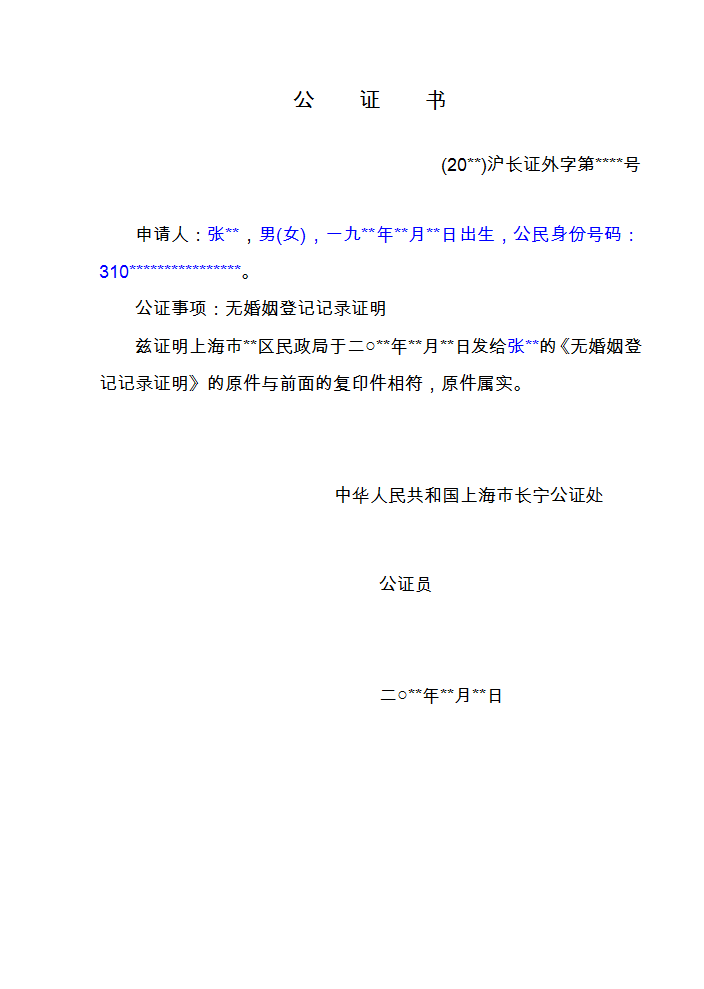 公 证 书
(20**)沪长证外字第****号
申请人：张**，男(女)，一九**年**月**日出生，公民身份号码：
310****************。
公证事项：无婚姻登记记录证明
兹证明上海市**区民政局于二○**年**月**日发给张**的《无婚姻登
记记录证明》的原件与前面的复印件相符，原件属实。
中华人民共和国上海市长宁公证处
公证员
二○**年**月**日